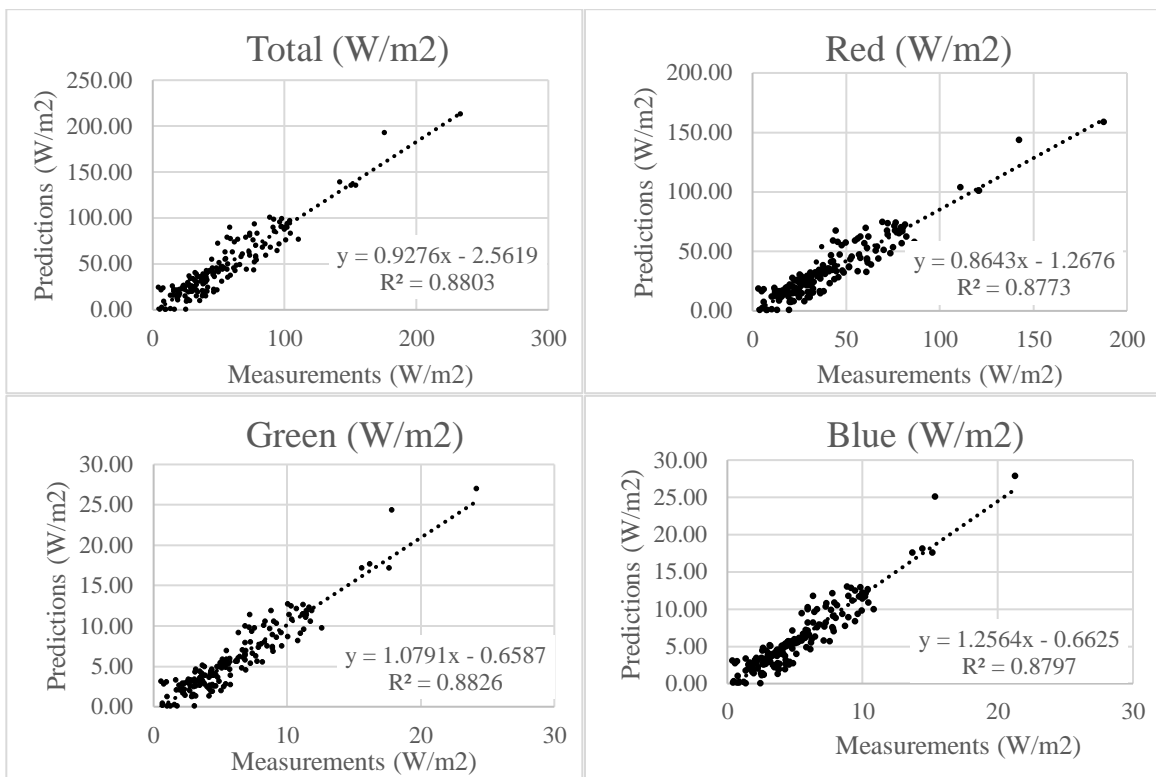 Total (W/m2)
250.00
200.00
150.00
100.00
50.00
0.00
Predictions (W/m2)
y = 0.9276x - 2.5619
R² = 0.8803
0
100
200
300
Measurements (W/m2)
Red (W/m2)
200.00
150.00
100.00
50.00
0.00
Predictions (W/m2)
y = 0.8643x - 1.2676
R² = 0.8773
0
50
100
150
200
Measurements (W/m2)
Green (W/m2)
30.00
25.00
20.00
15.00
10.00
5.00
0.00
Predictions (W/m2)
y = 1.0791x - 0.6587
R² = 0.8826
0
10
20
30
Measurements (W/m2)
Blue (W/m2)
30.00
25.00
20.00
15.00
10.00
5.00
0.00
Predictions (W/m2)
y = 1.2564x - 0.6625
R² = 0.8797
0
10
20
30
Measurements (W/m2)